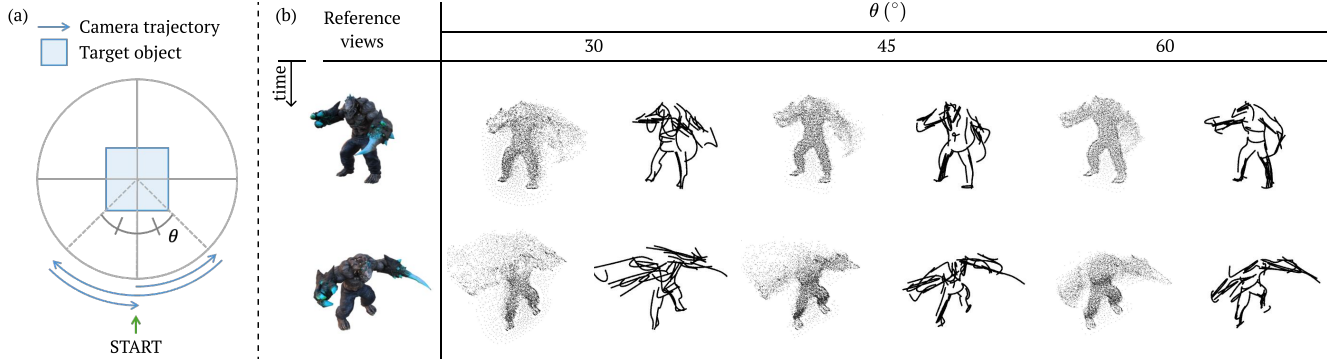 (a)
Camera trajectory
Target object
θ
START
(b)
Reference
views
time
θ (°)
30
45
60